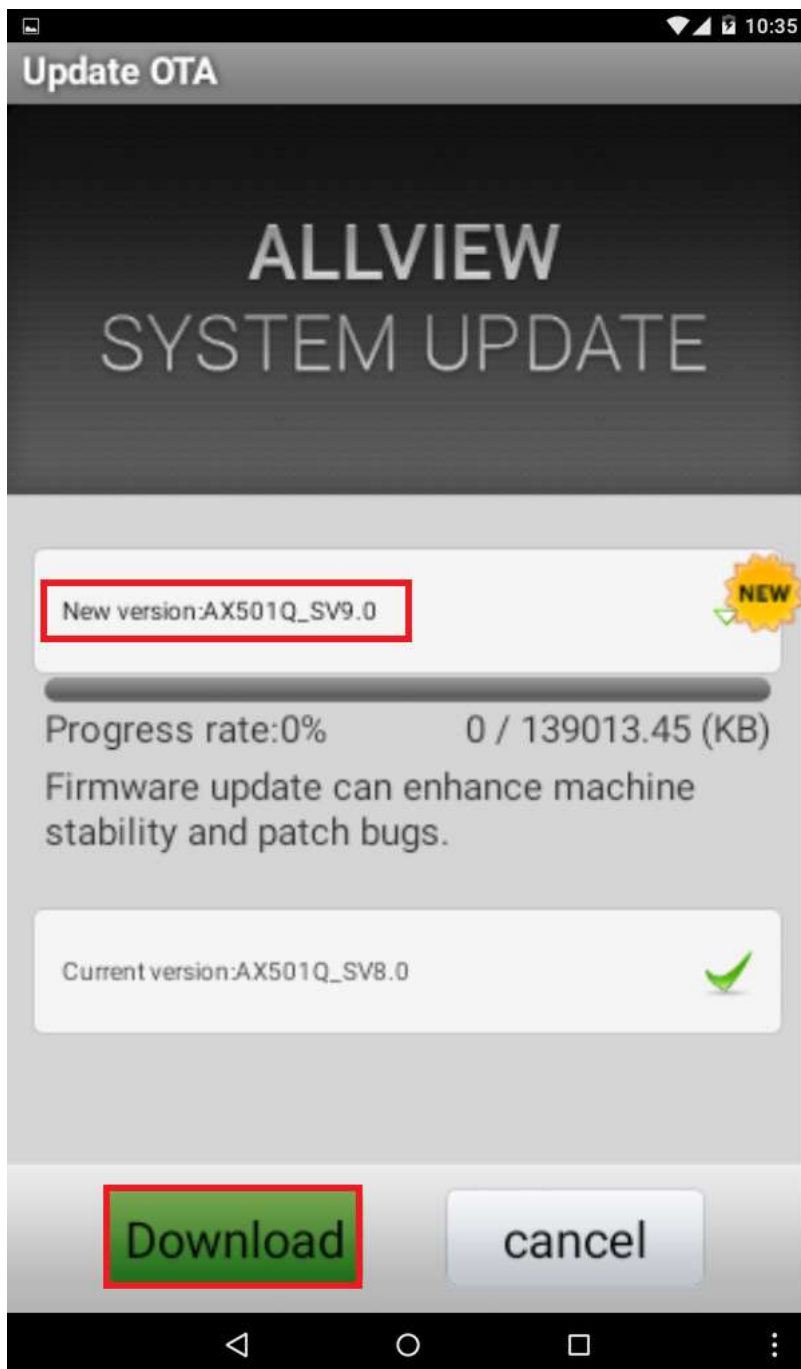 10:35
Update OTA
ALLVIEW
SYSTEM UPDATE
New version:AX501Q_SV9.0
NEW
Progress rate:0% 0 / 139013.45 (KB)
Firmware update can enhance machine
stability and patch bugs.
Current version:AX501Q_SV8.0
Download cancel